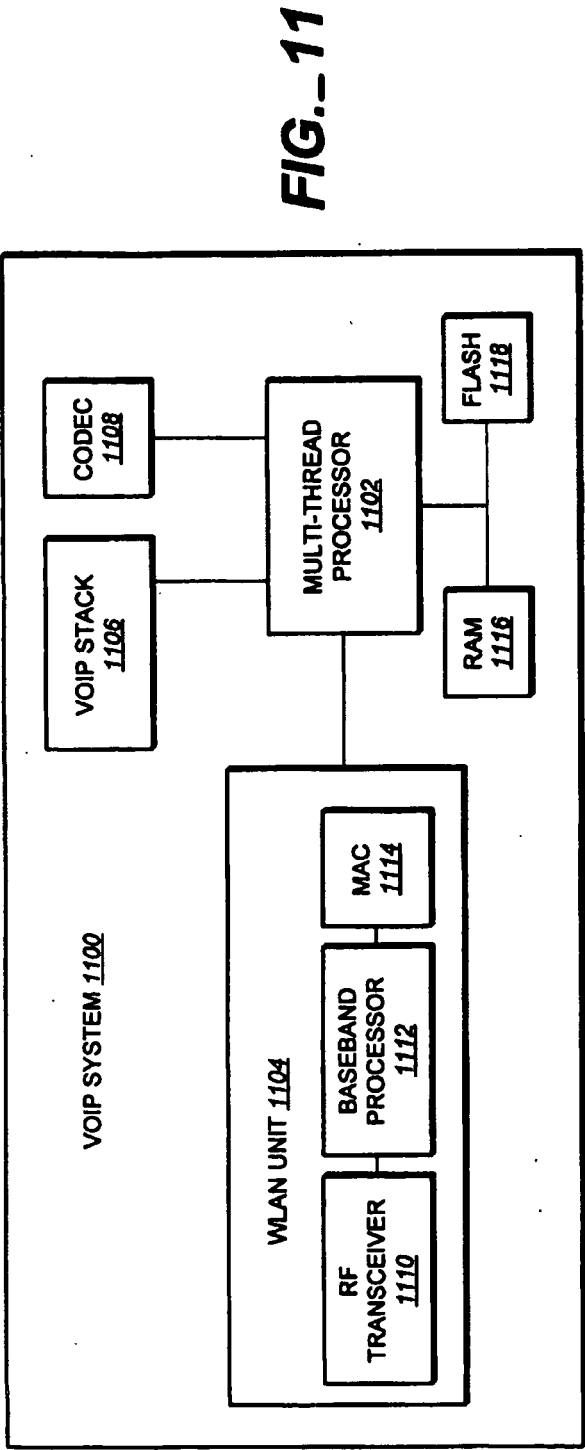 VOIP SYSTEM 1100
VOIP STACK
1106
CODEC
1108
WLAN UNIT 1104
RF
TRANSCEIVER
1110
BASEBAND
PROCESSOR
1112
MAC
1114
MULTI-THREAD
PROCESSOR
1102
RAM
1116
FLASH
1118
FIG._11